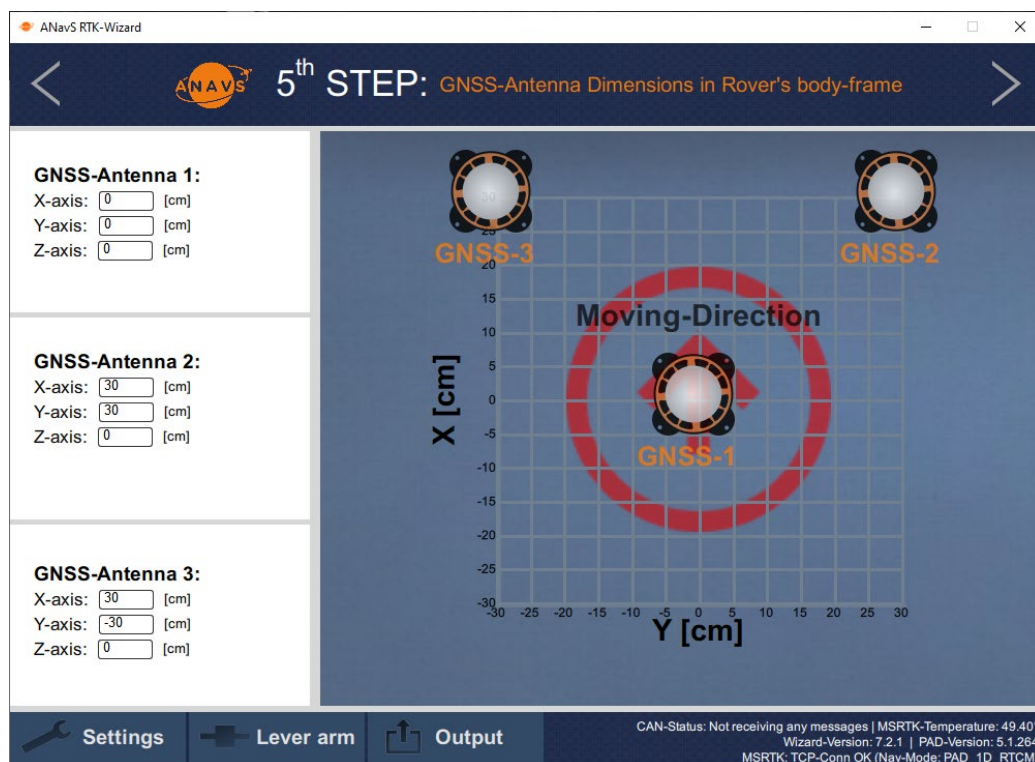 ANavS RTK-Wizard
ANAVS
5th STEP: GNSS-Antenna Dimensions in Rover's body-frame
GNSS-Antenna 1:
X-axis: 0 [cm]
Y-axis: 0 [cm]
Z-axis: 0 [cm]
GNSS-Antenna 2:
X-axis: 30 [cm]
Y-axis: 30 [cm]
Z-axis: 0 [cm]
GNSS-Antenna 3:
X-axis: 30 [cm]
Y-axis: -30 [cm]
Z-axis: 0 [cm]
30
25
GNSS-3
GNSS-2
20
15
Moving-Direction
10
5
X [cm]
0
-5
GNSS-1
-10
-15
-20
-25
-30
-30 -25 -20 -15 -10 -5 0 5 10 15 20 25 30
Y [cm]
Settings
Lever arm
Output
CAN-Status: Not receiving any messages | MSRTK-Temperature: 49.40°
Wizard-Version: 7.2.1 | PAD-Version: 5.1.264
MSRTK: TCP-Conn OK (Nav-Mode: PAD_1D_RTCM